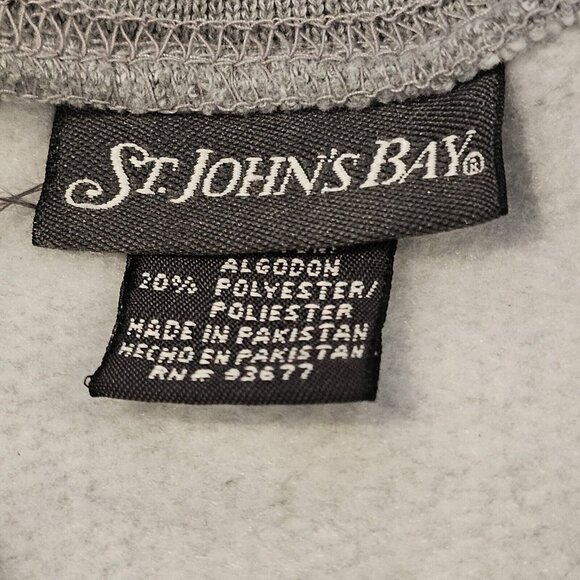 ST. JOHN'S BAY®
ALGODON
20% POLYESTER/
POLIESTER
MADE IN PAKISTAN
HECHO EN PAKISTAN
RN# 93677